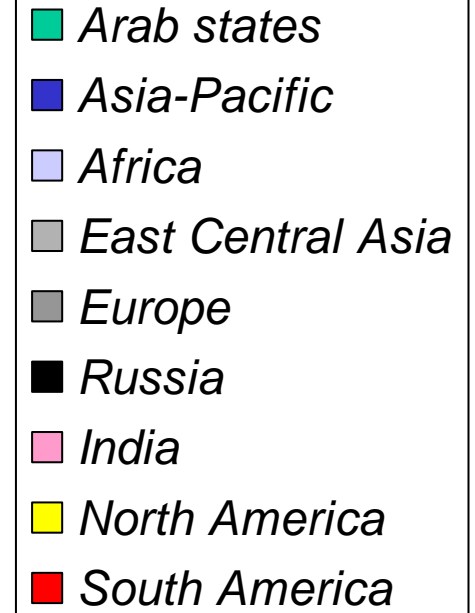 Arab states
Asia-Pacific
Africa
East Central Asia
Europe
Russia
India
North America
South America